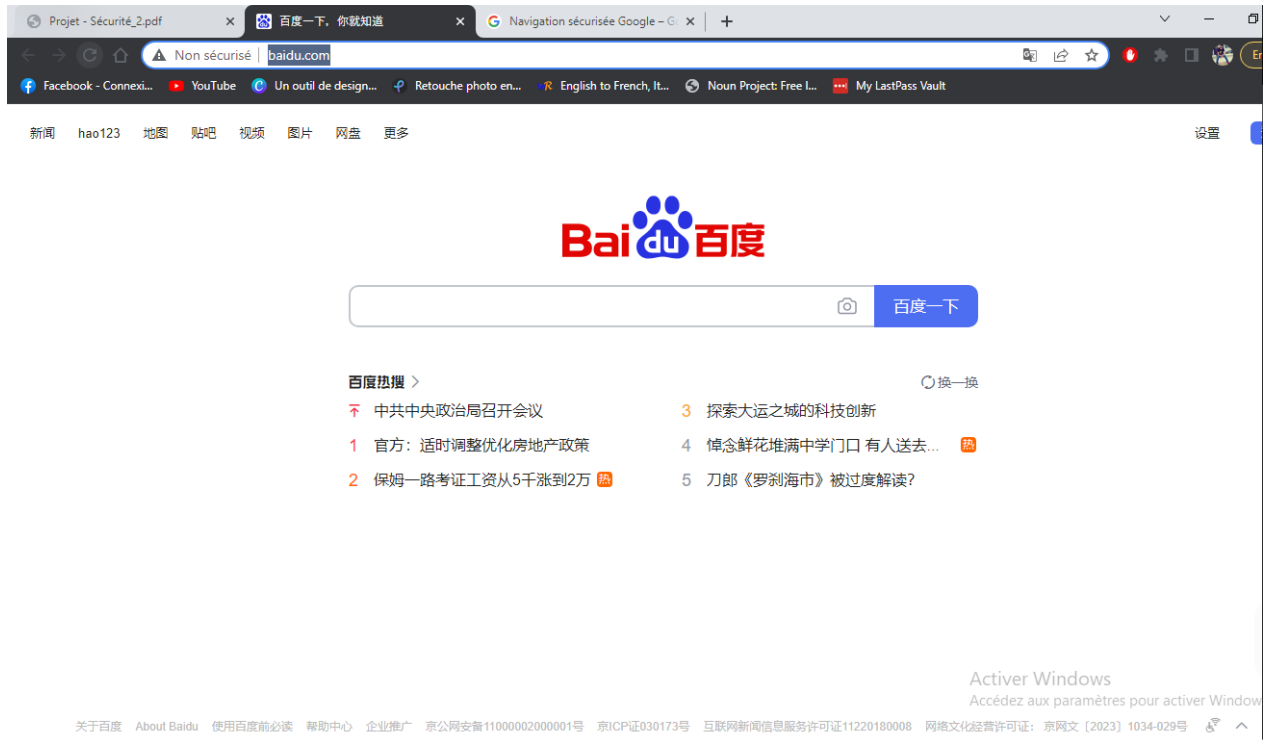 Projet - Sécurité_2.pdf
百度一下，你就知道
Navigation sécurisée Google – G
Non sécurisé
baidu.com
Facebook - Connexi...
YouTube
Un outil de design...
Retouche photo en...
English to French, It...
Noun Project: Free I...
My LastPass Vault
新闻 hao123 地图 贴吧 视频 图片 网盘 更多 设置
Bai du 百度
百度一下
百度热搜
换一换
中共中央政治局召开会议
1 官方：适时调整优化房地产政策
2 保姆一路考证工资从5千涨到2万 热
3 探索大运之城的科技创新
4 悼念鲜花堆满中学门口 有人送去... 热
5 刀郎《罗刹海市》被过度解读?
Activer Windows
Accédez aux paramètres pour activer Window
关于百度 About Baidu 使用百度前必读 帮助中心 企业推广 京公网安备11000002000001号 京ICP证030173号 互联网新闻信息服务许可证11220180008 网络文化经营许可证：京网文〔2023〕1034-029号